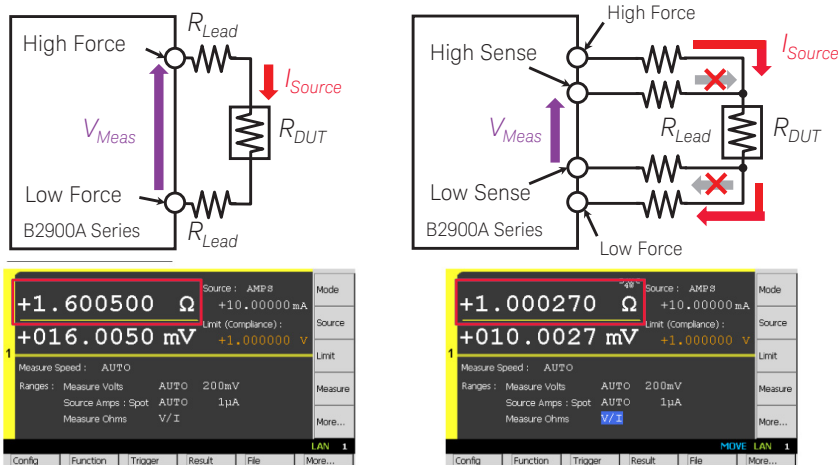 High Force
R_Lead
I_Source
V_Meas
R_DUT
Low Force
B2900A Series
R_Lead
High Force
High Sense
I_Source
V_Meas
R_Lead
R_DUT
Low Sense
B2900A Series
Low Force
+1.600500 Ω
Source : AMPS
+10.00000 mA
+016.0050 mV
Limit (Compliance) :
+1.000000 V
1
Measure Speed : AUTO
Ranges : Measure Volts AUTO 200mV
Source Amps : Spot AUTO 1µA
Measure Ohms V/I
LAN 1
Mode
Source
Limit
Measure
More...
Config Function Trigger Result File More...
+1.000270 Ω
Source : AMPS
+10.00000 mA
+010.0027 mV
Limit (Compliance) :
+1.000000 V
1
Measure Speed : AUTO
Ranges : Measure Volts AUTO 200mV
Source Amps : Spot AUTO 1µA
Measure Ohms V/I
MOVE LAN 1
Mode
Source
Limit
Measure
More...
Config Function Trigger Result File More...